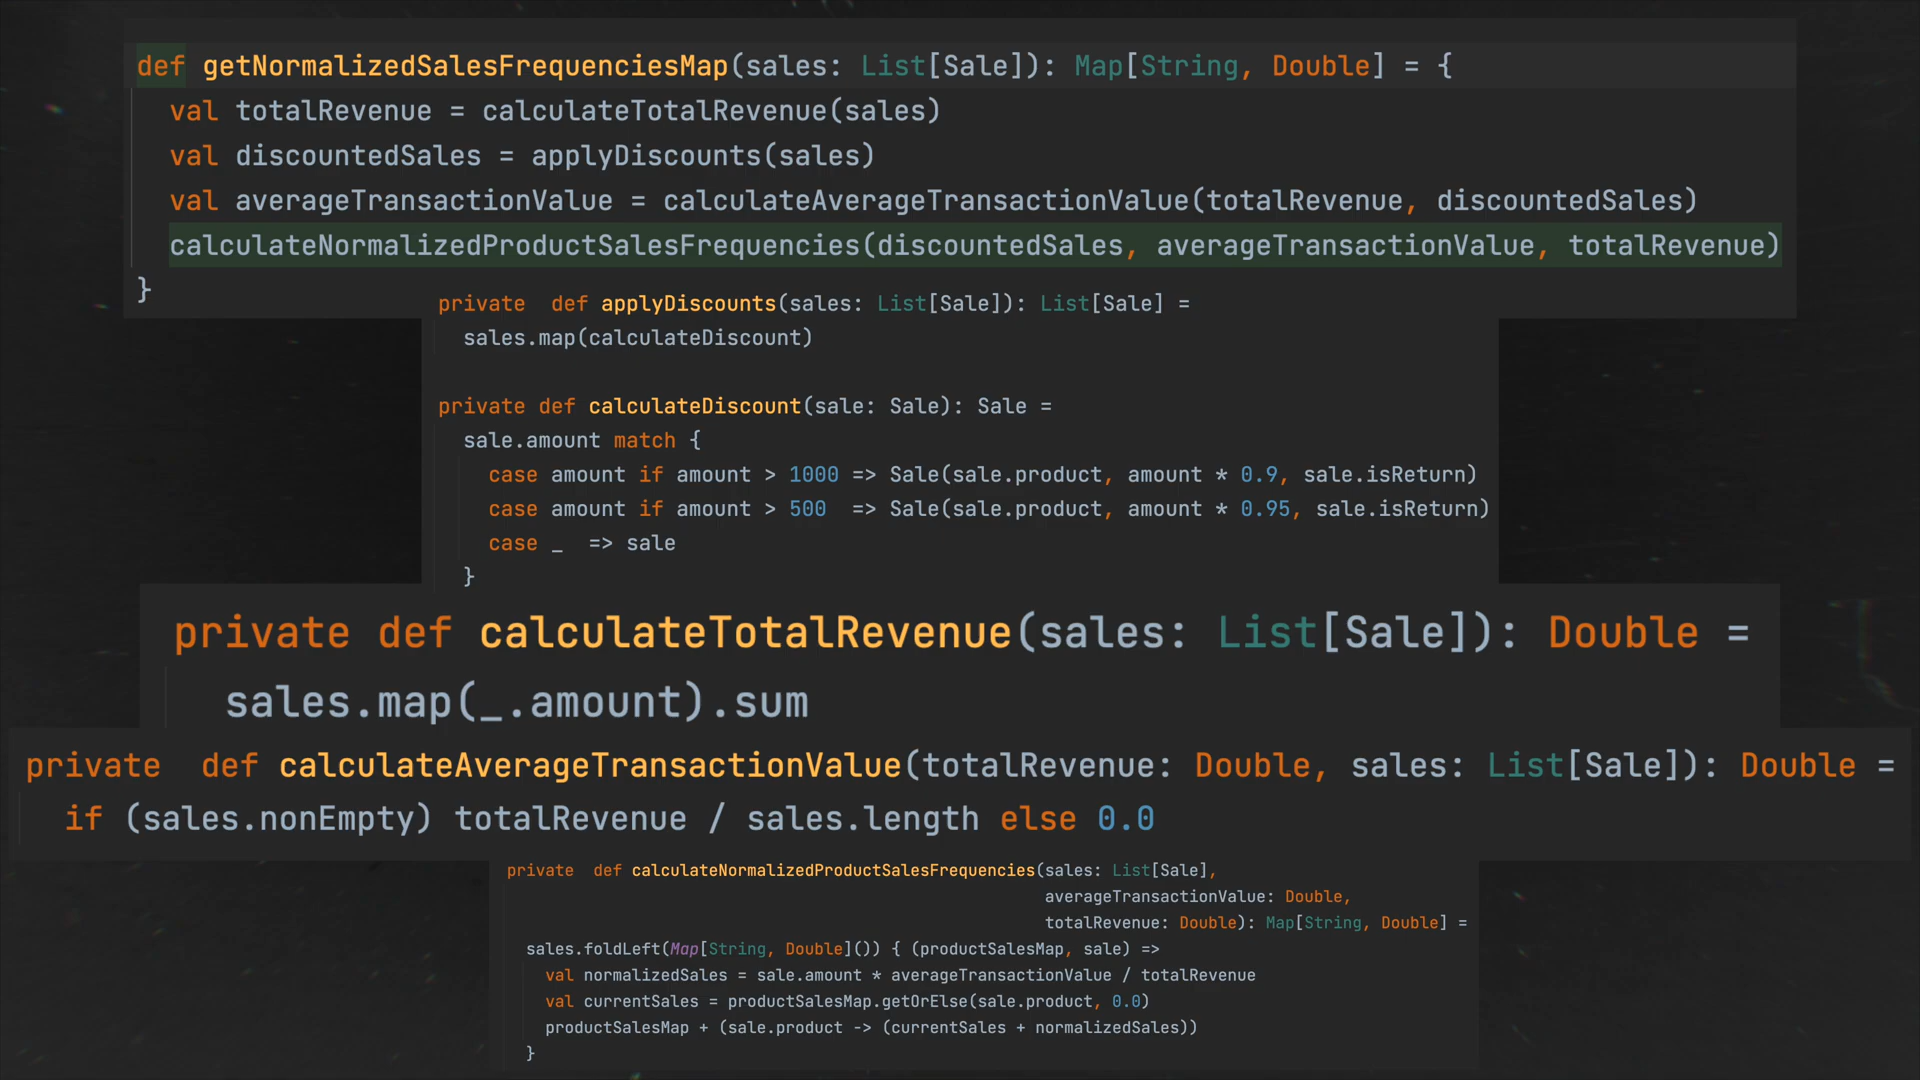 def getNormalizedSalesFrequenciesMap(sales: List[Sale]): Map[String, Double] = {
  val totalRevenue = calculateTotalRevenue(sales)
  val discountedSales = applyDiscounts(sales)
  val averageTransactionValue = calculateAverageTransactionValue(totalRevenue, discountedSales)
  calculateNormalizedProductSalesFrequencies(discountedSales, averageTransactionValue, totalRevenue)
}
private  def applyDiscounts(sales: List[Sale]): List[Sale] =
  sales.map(calculateDiscount)
private def calculateDiscount(sale: Sale): Sale =
  sale.amount match {
    case amount if amount > 1000 => Sale(sale.product, amount * 0.9, sale.isReturn)
    case amount if amount > 500  => Sale(sale.product, amount * 0.95, sale.isReturn)
    case _  => sale
  }
private def calculateTotalRevenue(sales: List[Sale]): Double =
  sales.map(_.amount).sum
private  def calculateAverageTransactionValue(totalRevenue: Double, sales: List[Sale]): Double =
  if (sales.nonEmpty) totalRevenue / sales.length else 0.0
private  def calculateNormalizedProductSalesFrequencies(sales: List[Sale],
                                                        averageTransactionValue: Double,
                                                        totalRevenue: Double): Map[String, Double] =
  sales.foldLeft(Map[String, Double]()) { (productSalesMap, sale) =>
    val normalizedSales = sale.amount * averageTransactionValue / totalRevenue
    val currentSales = productSalesMap.getOrElse(sale.product, 0.0)
    productSalesMap + (sale.product -> (currentSales + normalizedSales))
  }